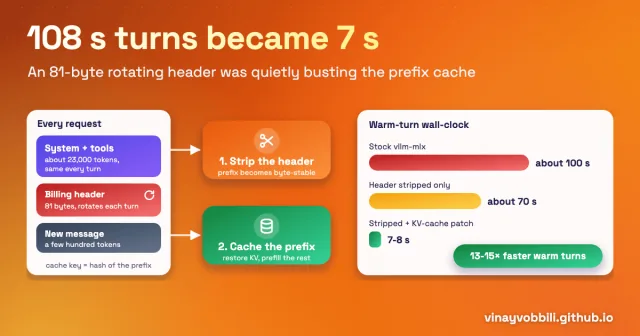 108 s turns became 7 s
An 81-byte rotating header was quietly busting the prefix cache
Every request
System + tools
about 23,000 tokens,
same every turn
Billing header
81 bytes, rotates each turn
New message
a few hundred tokens
cache key = hash of the prefix
1. Strip the header
prefix becomes byte-stable
2. Cache the prefix
restore KV, prefill the rest
Warm-turn wall-clock
Stock vllm-mlx
about 100 s
Header stripped only
about 70 s
Stripped + KV-cache patch
7-8 s
13-15× faster warm turns
vinayvobbili.github.io